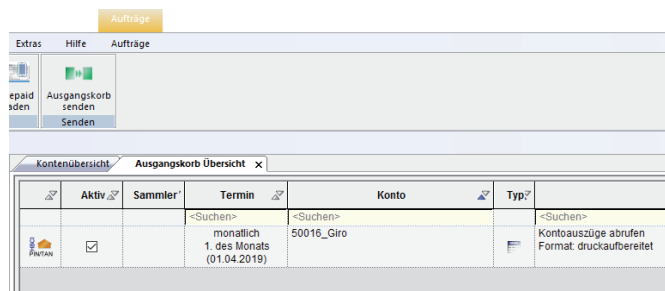 Aufträge
Extras Hilfe Aufträge
epaid Ausgangskorb
aden senden
Senden
Kontenübersicht Ausgangskorb Übersicht x
Aktiv Sammler Termin Konto Typ
<Suchen> <Suchen> <Suchen>
monatlich 50016_Giro Kontoauszüge abrufen
PIN/TAN 1. des Monats Format: druckaufbereitet
(01.04.2019)